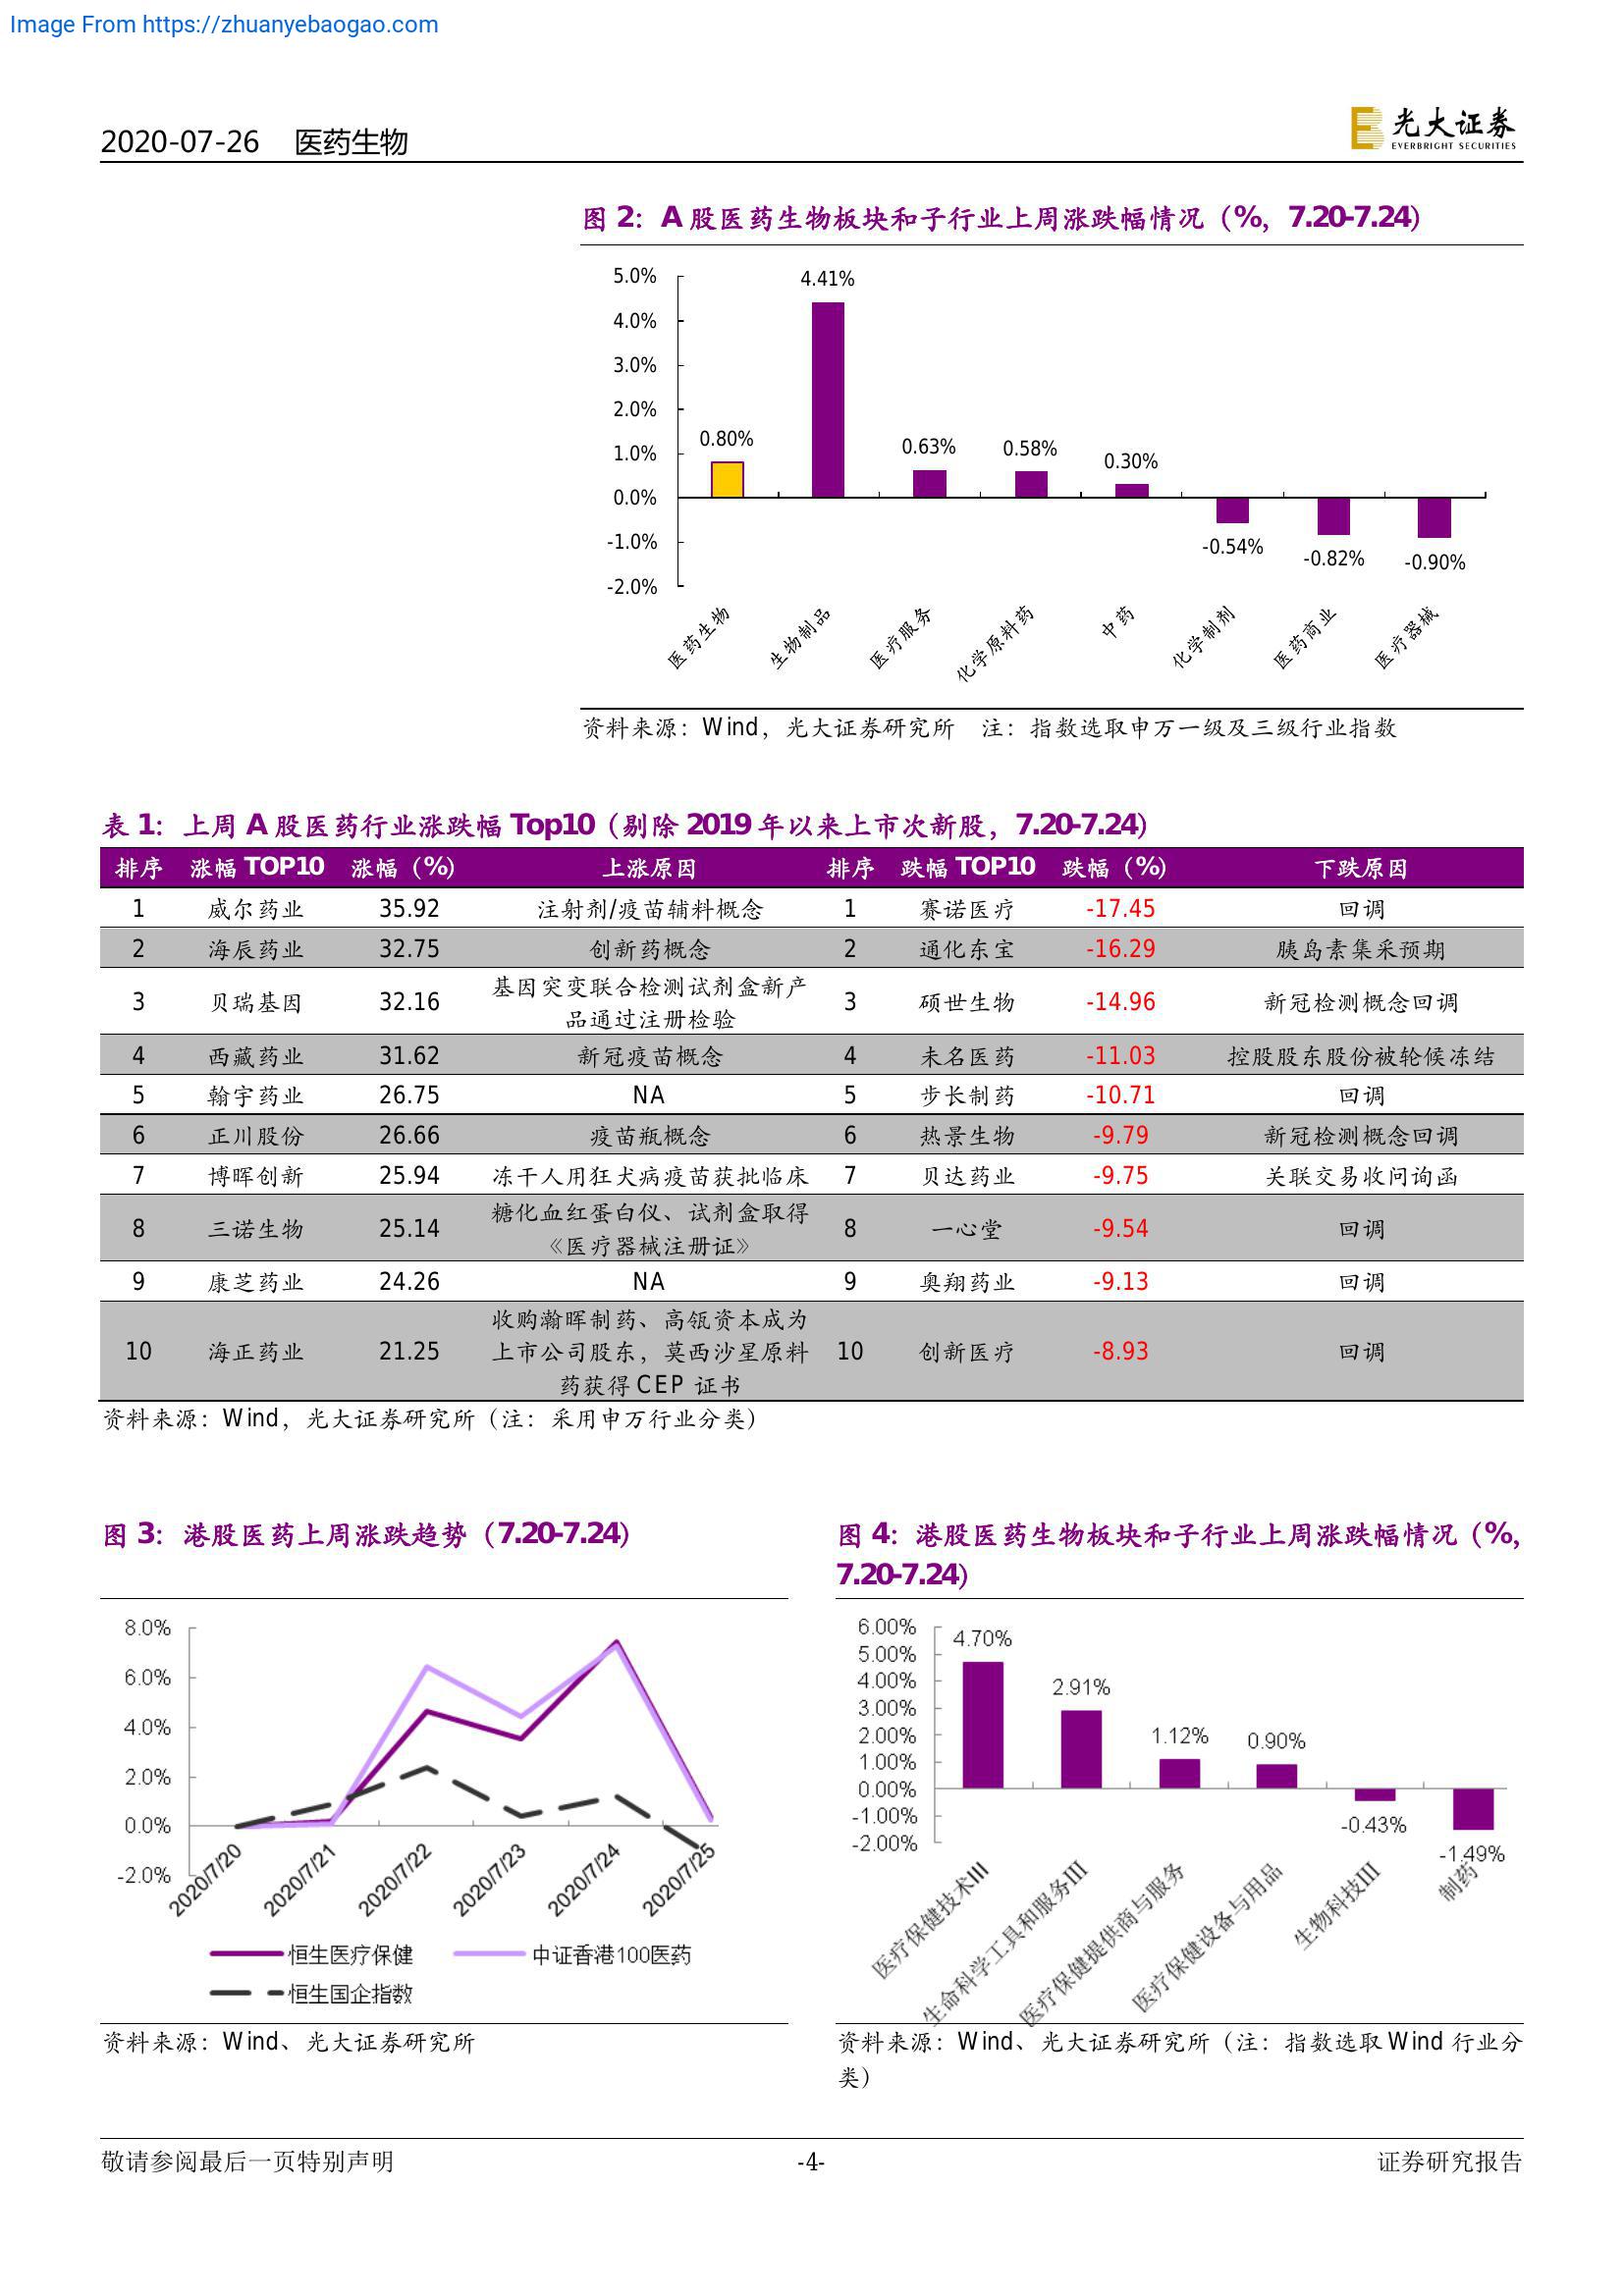 Image From https://zhuanyebaogao.com
2020-07-26 医药生物
光大证券
EVERBRIGHT SECURITIES
图 2：A 股医药生物板块和子行业上周涨跌幅情况（%，7.20-7.24）
5.0%
4.0%
3.0%
2.0%
1.0%
0.0%
-1.0%
-2.0%
0.80%
4.41%
0.63%
0.58%
0.30%
-0.54%
-0.82%
-0.90%
医药生物
生物制品
医疗服务
化学原料药
中药
化学制剂
医药商业
医疗器械
资料来源：Wind，光大证券研究所 注：指数选取申万一级及三级行业指数
表 1：上周 A 股医药行业涨跌幅 Top10（剔除 2019 年以来上市次新股，7.20-7.24）
排序 涨幅 TOP10 涨幅（%） 上涨原因 排序 跌幅 TOP10 跌幅（%） 下跌原因
1 威尔药业 35.92 注射剂/疫苗辅料概念 1 赛诺医疗 -17.45 回调
2 海辰药业 32.75 创新药概念 2 通化东宝 -16.29 胰岛素集采预期
3 贝瑞基因 32.16 基因突变联合检测试剂盒新产
品通过注册检验 3 硕世生物 -14.96 新冠检测概念回调
4 西藏药业 31.62 新冠疫苗概念 4 未名医药 -11.03 控股股东股份被轮候冻结
5 翰宇药业 26.75 NA 5 步长制药 -10.71 回调
6 正川股份 26.66 疫苗瓶概念 6 热景生物 -9.79 新冠检测概念回调
7 博晖创新 25.94 冻干人用狂犬病疫苗获批临床 7 贝达药业 -9.75 关联交易收问询函
8 三诺生物 25.14 糖化血红蛋白仪、试剂盒取得
《医疗器械注册证》 8 一心堂 -9.54 回调
9 康芝药业 24.26 NA 9 奥翔药业 -9.13 回调
10 海正药业 21.25 收购瀚晖制药、高瓴资本成为
上市公司股东，莫西沙星原料
药获得 CEP 证书 10 创新医疗 -8.93 回调
资料来源：Wind，光大证券研究所（注：采用申万行业分类）
图 3：港股医药上周涨跌趋势（7.20-7.24）
8.0%
6.0%
4.0%
2.0%
0.0%
-2.0%
2020/7/20
2020/7/21
2020/7/22
2020/7/23
2020/7/24
2020/7/25
恒生医疗保健
中证香港100医药
恒生国企指数
资料来源：Wind、光大证券研究所
图 4：港股医药生物板块和子行业上周涨跌幅情况（%，
7.20-7.24）
6.00%
5.00%
4.00%
3.00%
2.00%
1.00%
0.00%
-1.00%
-2.00%
4.70%
2.91%
1.12%
0.90%
-0.43%
-1.49%
医疗保健技术III
生命科学工具和服务III
医疗保健提供商与服务
医疗保健设备与用品
生物科技III
制药
资料来源：Wind、光大证券研究所（注：指数选取 Wind 行业分
类）
敬请参阅最后一页特别声明
-4-
证券研究报告